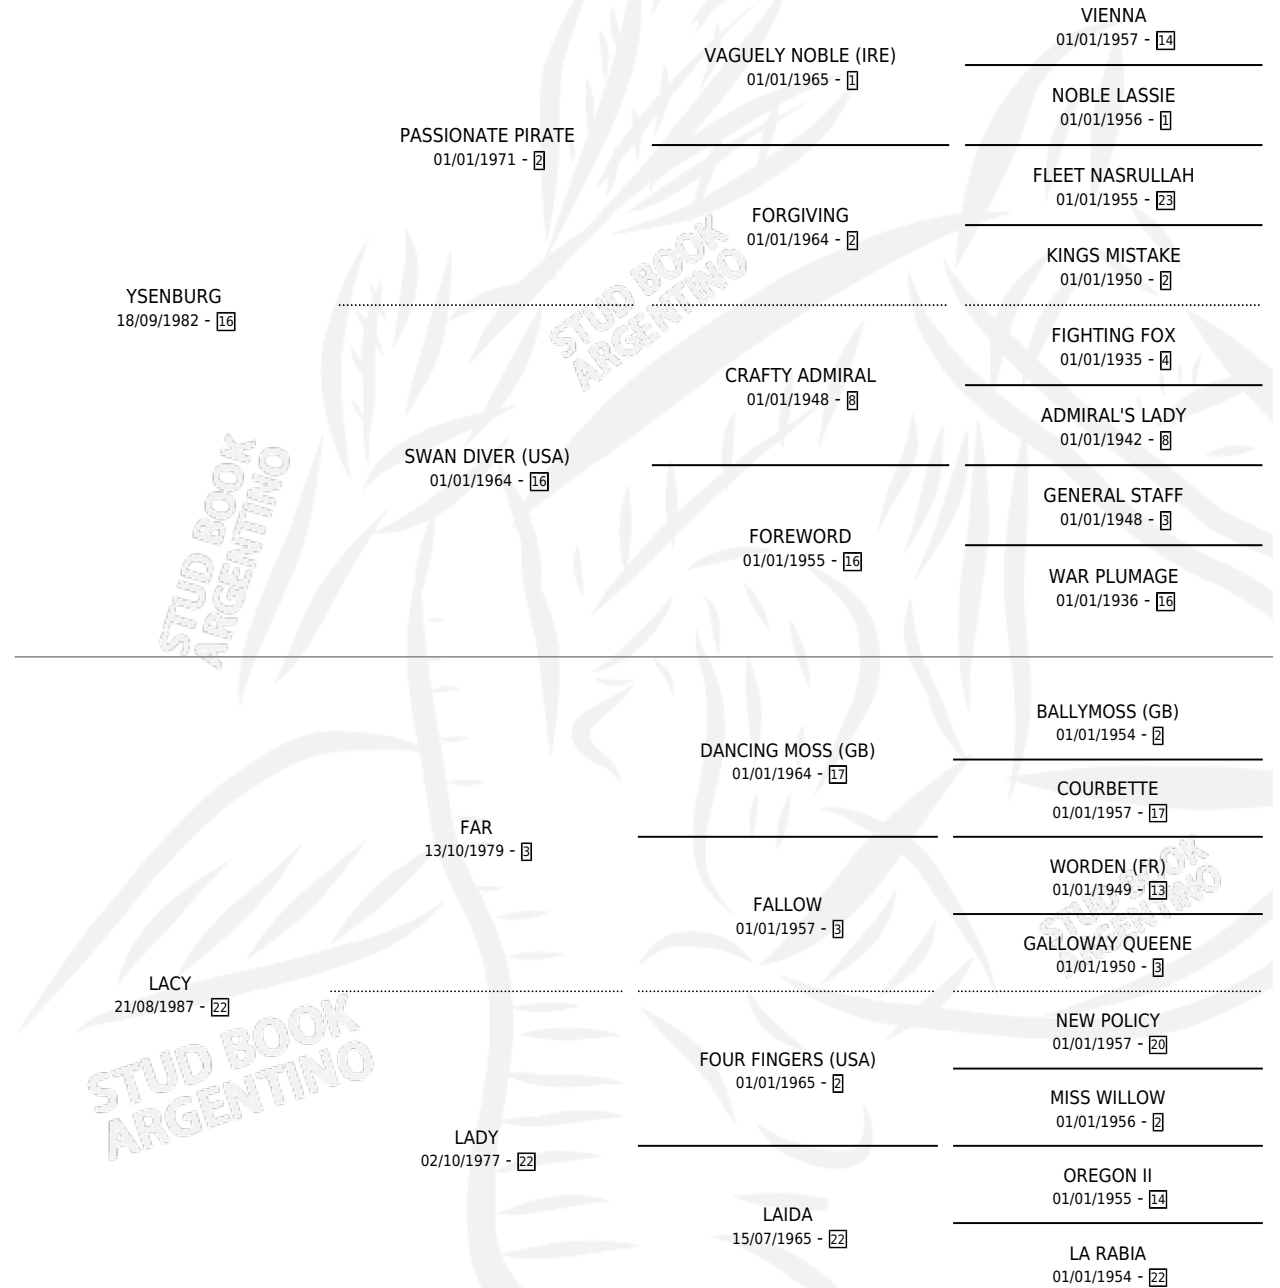 VIENNA
01/01/1957 - 14
VAGUELY NOBLE (IRE)
01/01/1965 - 1
NOBLE LASSIE
01/01/1956 - 1
PASSIONATE PIRATE
01/01/1971 - 2
FLEET NASRULLAH
01/01/1955 - 23
FORGIVING
01/01/1964 - 2
KINGS MISTAKE
01/01/1950 - 2
YSENBURG
18/09/1982 - 16
FIGHTING FOX
01/01/1935 - 4
CRAFTY ADMIRAL
01/01/1948 - 8
ADMIRAL'S LADY
01/01/1942 - 8
SWAN DIVER (USA)
01/01/1964 - 16
GENERAL STAFF
01/01/1948 - 3
FOREWORD
01/01/1955 - 16
WAR PLUMAGE
01/01/1936 - 16
BALLYMOSS (GB)
01/01/1954 - 2
DANCING MOSS (GB)
01/01/1964 - 17
COURBETTE
01/01/1957 - 17
FAR
13/10/1979 - 3
WORDEN (FR)
01/01/1949 - 13
FALLOW
01/01/1957 - 3
GALLOWAY QUEENE
01/01/1950 - 3
LACY
21/08/1987 - 22
NEW POLICY
01/01/1957 - 20
FOUR FINGERS (USA)
01/01/1965 - 2
MISS WILLOW
01/01/1956 - 2
LADY
02/10/1977 - 22
OREGON II
01/01/1955 - 14
LAIDA
15/07/1965 - 22
LA RABIA
01/01/1954 - 22
STUD BOOK
ARGENTINO
STUD BOOK
ARGENTINO
STUD BOOK
ARGENTINO
STUD BOOK
ARGENTINO